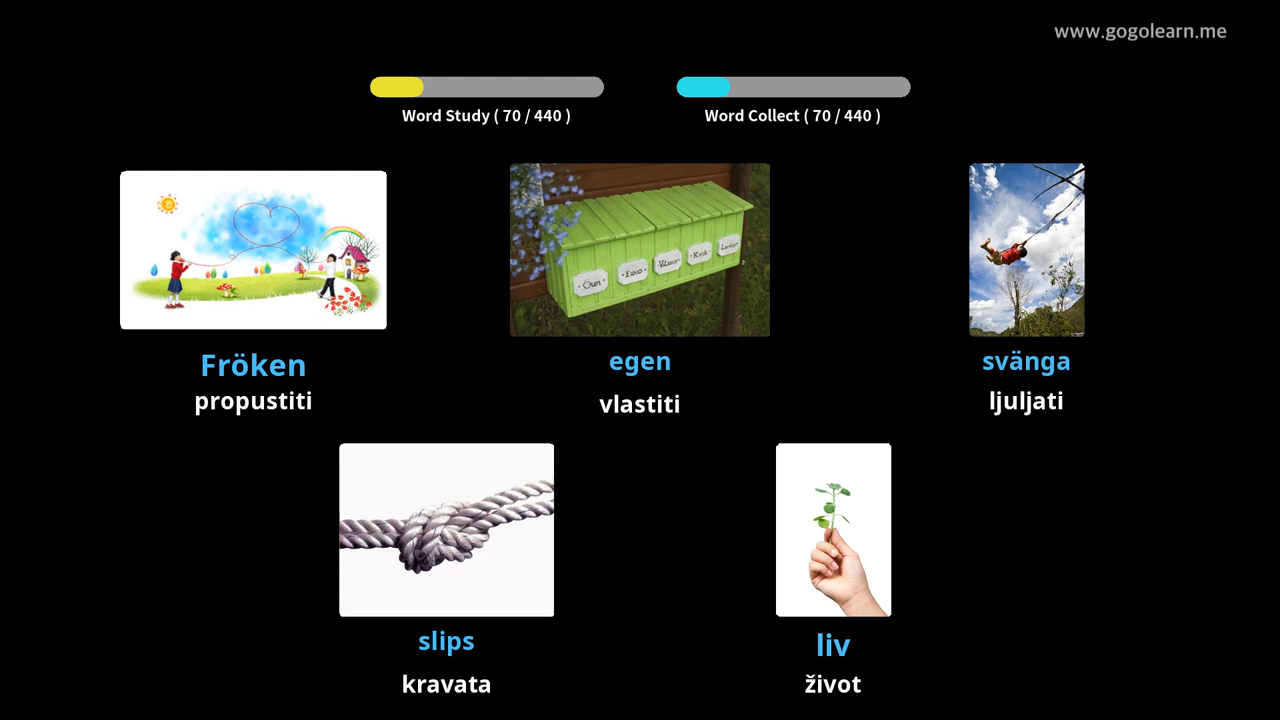 www.gogolearn.me
Word Study ( 70 / 440 )
Word Collect ( 70 / 440 )
Fröken
propustiti
egen
vlastiti
svänga
ljuljati
slips
kravata
liv
život